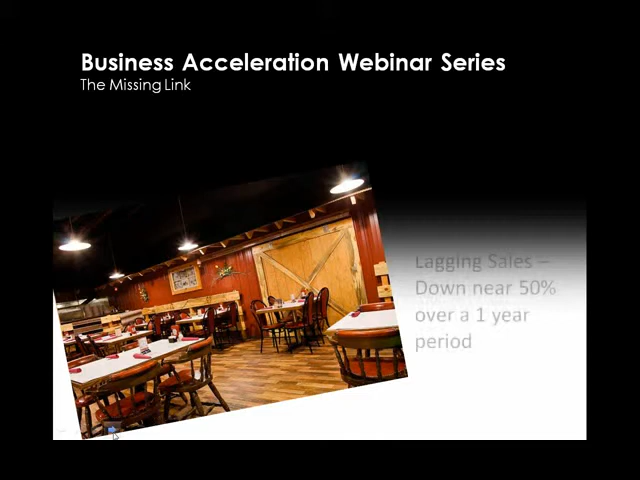 Business Acceleration Webinar Series
The Missing Link
Lagging Sales –
Down near 50%
over a 1 year
period